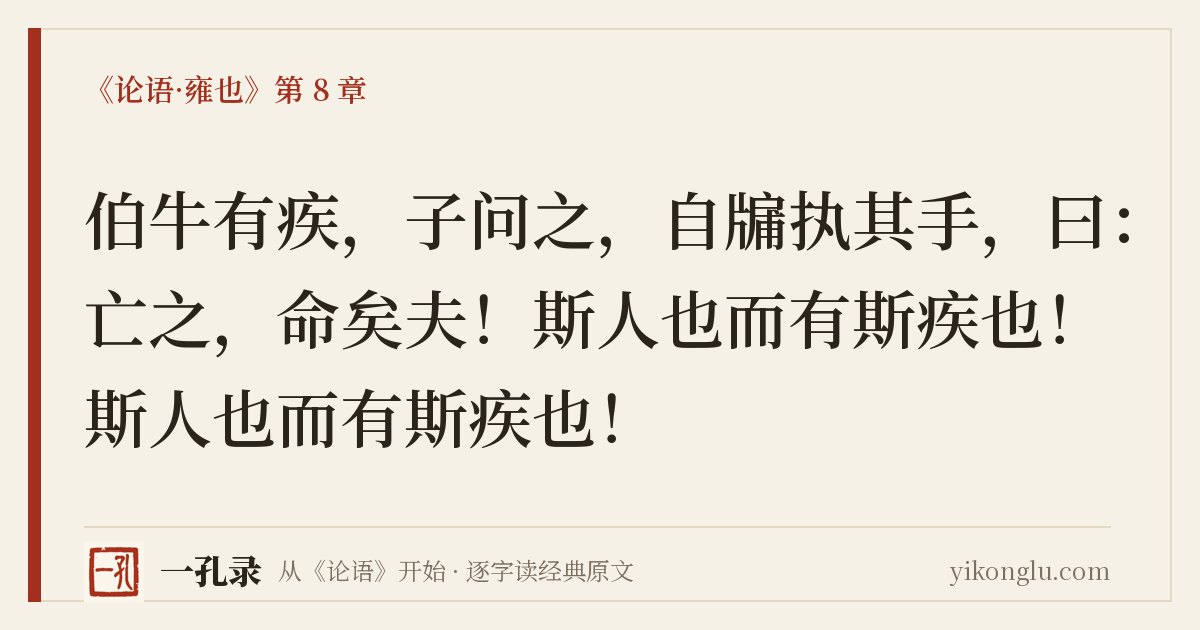 《论语·雍也》第 8 章
伯牛有疾，子问之，自牖执其手，曰：
亡之，命矣夫！斯人也而有斯疾也！
斯人也而有斯疾也！
一孔
一孔录 从《论语》开始 · 逐字读经典原文 yikonglu.com